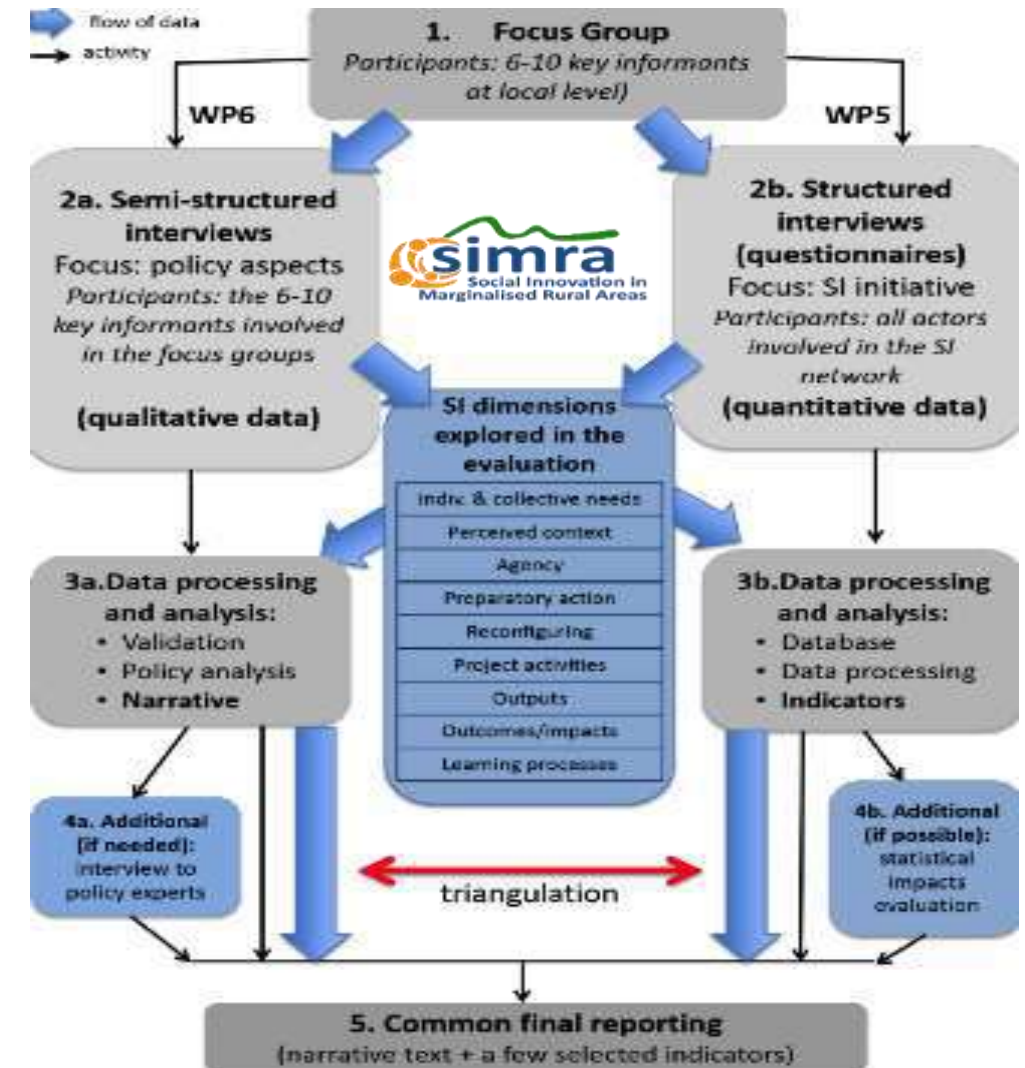 flow of data
activity
1. Focus Group
Participants: 6-10 key informants
at local level)
WP6
WP5
2a. Semi-structured
interviews
Focus: policy aspects
Participants: the 6-10
key informants involved
in the focus groups
(qualitative data)
simra
Social Innovation in
Marginalised Rural Areas
2b. Structured
interviews
(questionnaires)
Focus: SI initiative
Participants: all actors
involved in the SI
network
(quantitative data)
SI dimensions
explored in the
evaluation
Indiv. & collective needs
Perceived context
Agency
Preparatory action
Reconfiguring
Project activities
Outputs
Outcomes/impacts
Learning processes
3a.Data processing
and analysis:
• Validation
• Policy analysis
• Narrative
3b.Data processing
and analysis:
• Database
• Data processing
• Indicators
4a. Additional
(if needed):
interview to
policy experts
triangulation
4b. Additional
(if possible):
statistical
impacts
evaluation
5. Common final reporting
(narrative text + a few selected indicators)